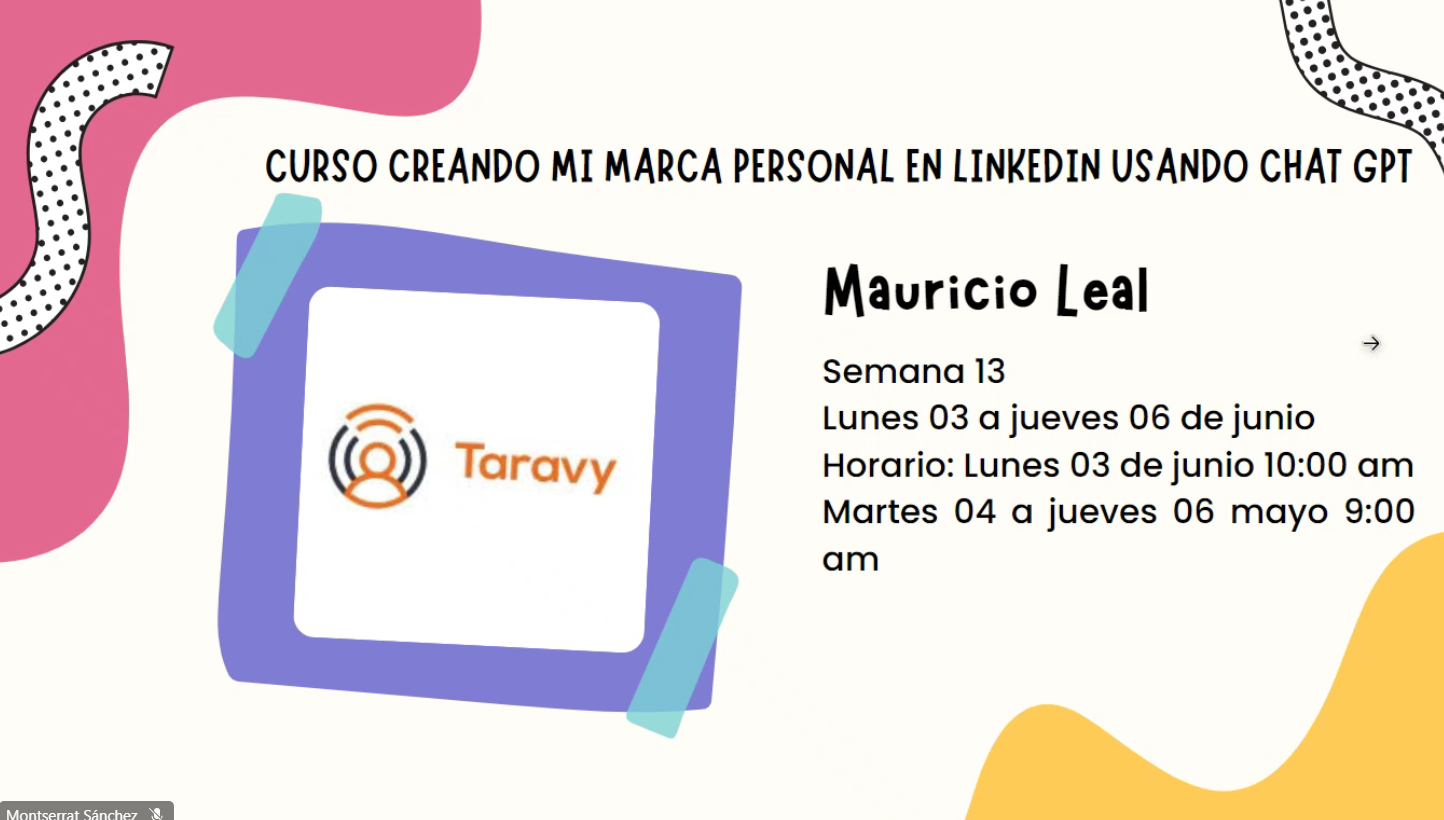 CURSO CREANDO MI MARCA PERSONAL EN LINKEDIN USANDO CHAT GPT
Taravy
Mauricio Leal
Semana 13
Lunes 03 a jueves 06 de junio
Horario: Lunes 03 de junio 10:00 am
Martes 04 a jueves 06 mayo 9:00
am
Montserrat Sánchez